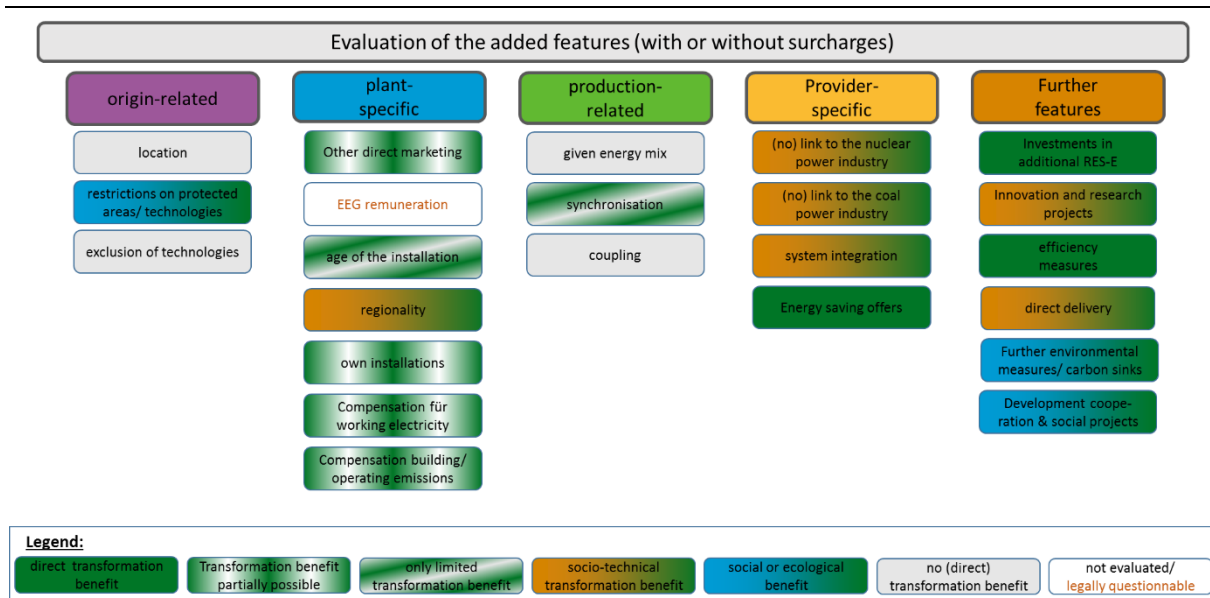 Evaluation of the added features (with or without surcharges)
origin-related
location
restrictions on protected
areas/ technologies
exclusion of technologies
plant-
specific
Other direct marketing
EEG remuneration
age of the installation
regionality
own installations
Compensation für
working electricity
Compensation building/
operating emissions
production-
related
given energy mix
synchronisation
coupling
Provider-
specific
(no) link to the nuclear
power industry
(no) link to the coal
power industry
system integration
Energy saving offers
Further
features
Investments in
additional RES-E
Innovation and research
projects
efficiency
measures
direct delivery
Further environmental
measures/ carbon sinks
Development coope-
ration & social projects
Legend:
direct transformation
benefit
Transformation benefit
partially possible
only limited
transformation benefit
socio-technical
transformation benefit
social or ecological
benefit
no (direct)
transformation benefit
not evaluated/
legally questionnable